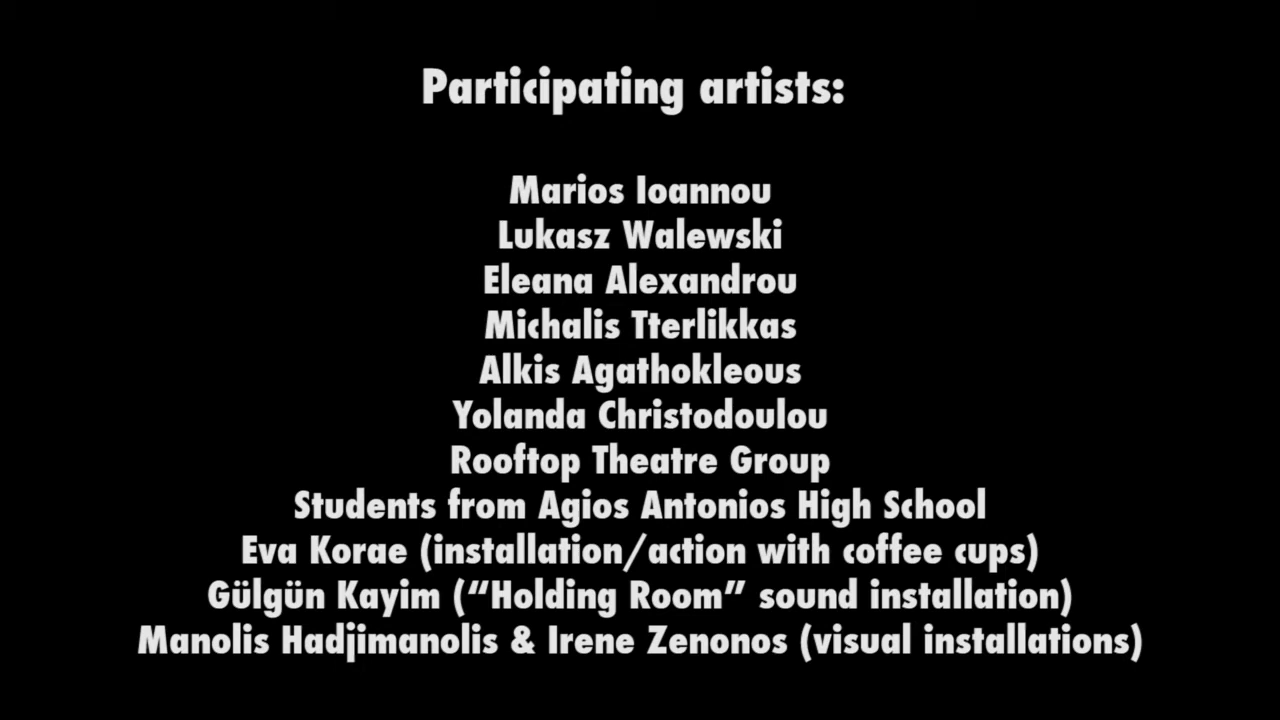 Participating artists:
Marios Ioannou
Lukasz Walewski
Eleana Alexandrou
Michalis Tterlikkas
Alkis Agathokleous
Yolanda Christodoulou
Rooftop Theatre Group
Students from Agios Antonios High School
Eva Korae (installation/action with coffee cups)
Gülgün Kayim (“Holding Room” sound installation)
Manolis Hadjimanolis & Irene Zenonos (visual installations)